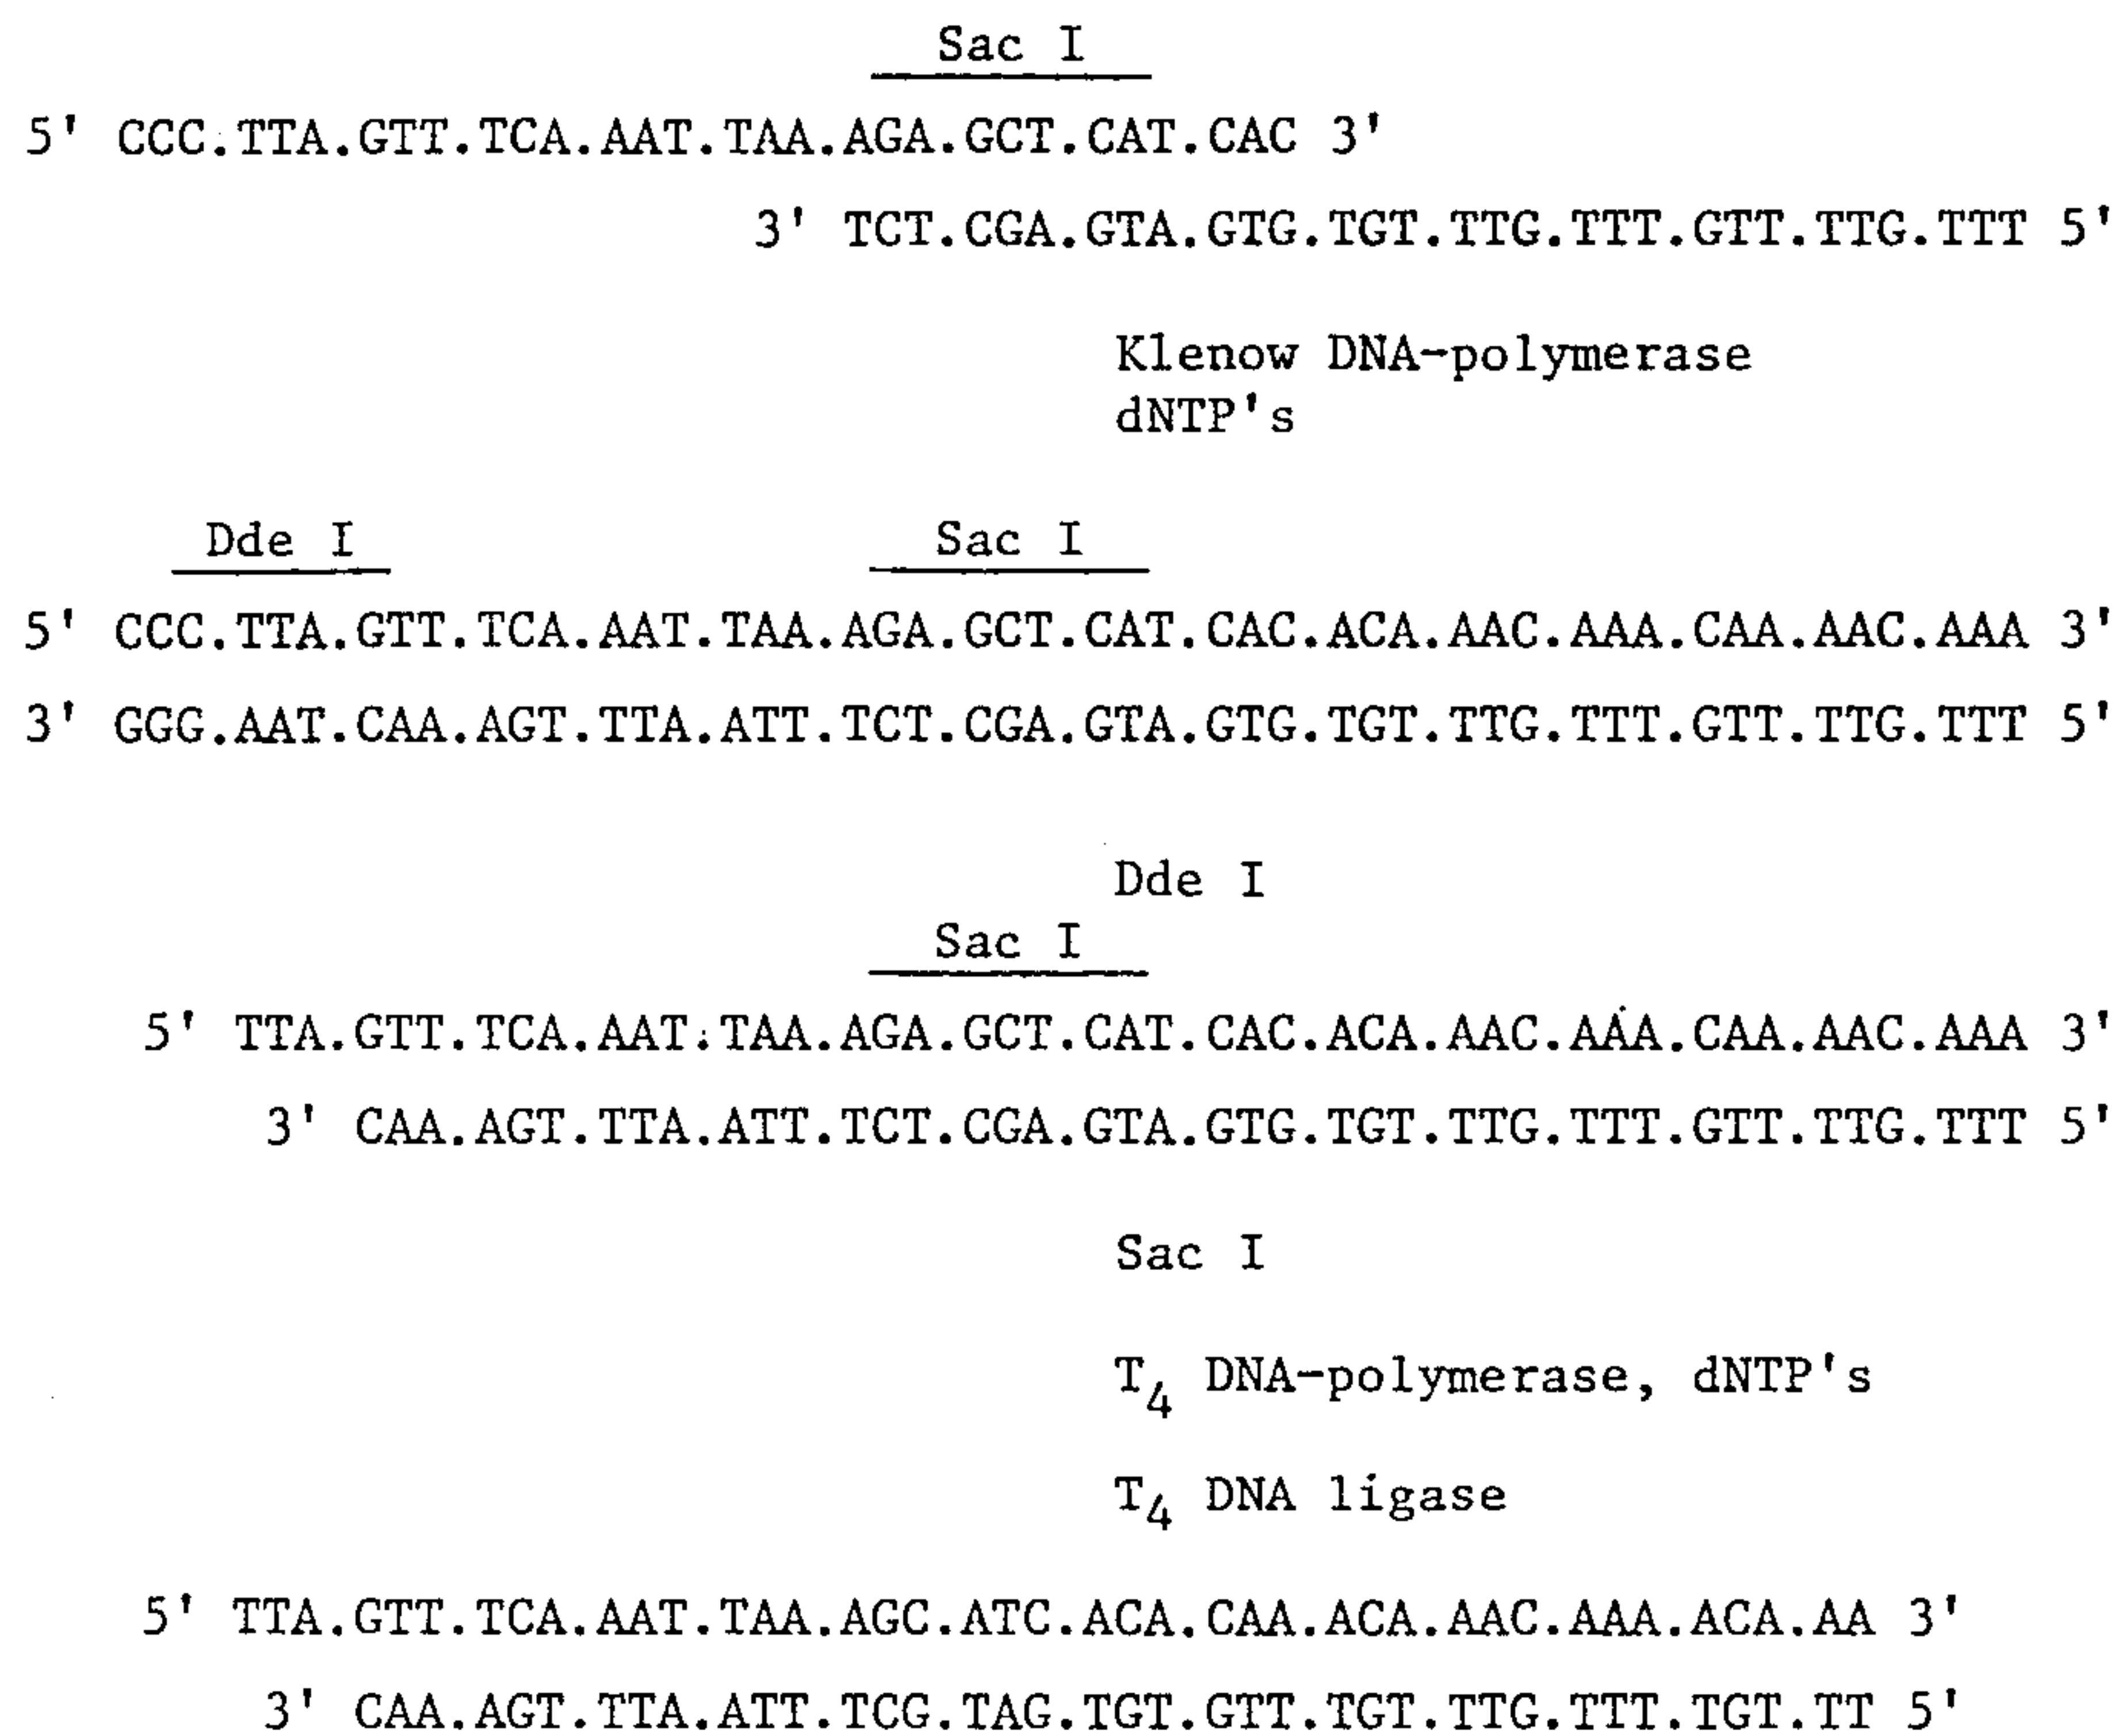 Sac I
5' CCC.TTA.GTT.TCA.AAT.TAA.AGA.GCT.CAT.CAC 3'
3' TCT.CGA.GTA.GTG.TGT.TTG.TTT.GTT.TTG.TTT 5'
Klenow DNA-polymerase
dNTP's
Dde I Sac I
5' CCC.TTA.GTT.TCA.AAT.TAA.AGA.GCT.CAT.CAC.ACA.AAC.AAA.CAA.AAC.AAA 3'
3' GGG.AAT.CAA.AGT.TTA.ATT.TCT.CGA.GTA.GTG.TGT.TTG.TTT.GTT.TTG.TTT 5'
Dde I
Sac I
5' TTA.GTT.TCA.AAT.TAA.AGA.GCT.CAT.CAC.ACA.AAC.AAA.CAA.AAC.AAA 3'
3' CAA.AGT.TTA.ATT.TCT.CGA.GTA.GTG.TGT.TTG.TTT.GTT.TTG.TTT 5'
Sac I
T4 DNA-polymerase, dNTP's
T4 DNA ligase
5' TTA.GTT.TCA.AAT.TAA.AGC.ATC.ACA.CAA.ACA.AAC.AAA.ACA.AA 3'
3' CAA.AGT.TTA.ATT.TCG.TAG.TGT.GTT.TGT.TTG.TTT.TGT.TT 5'